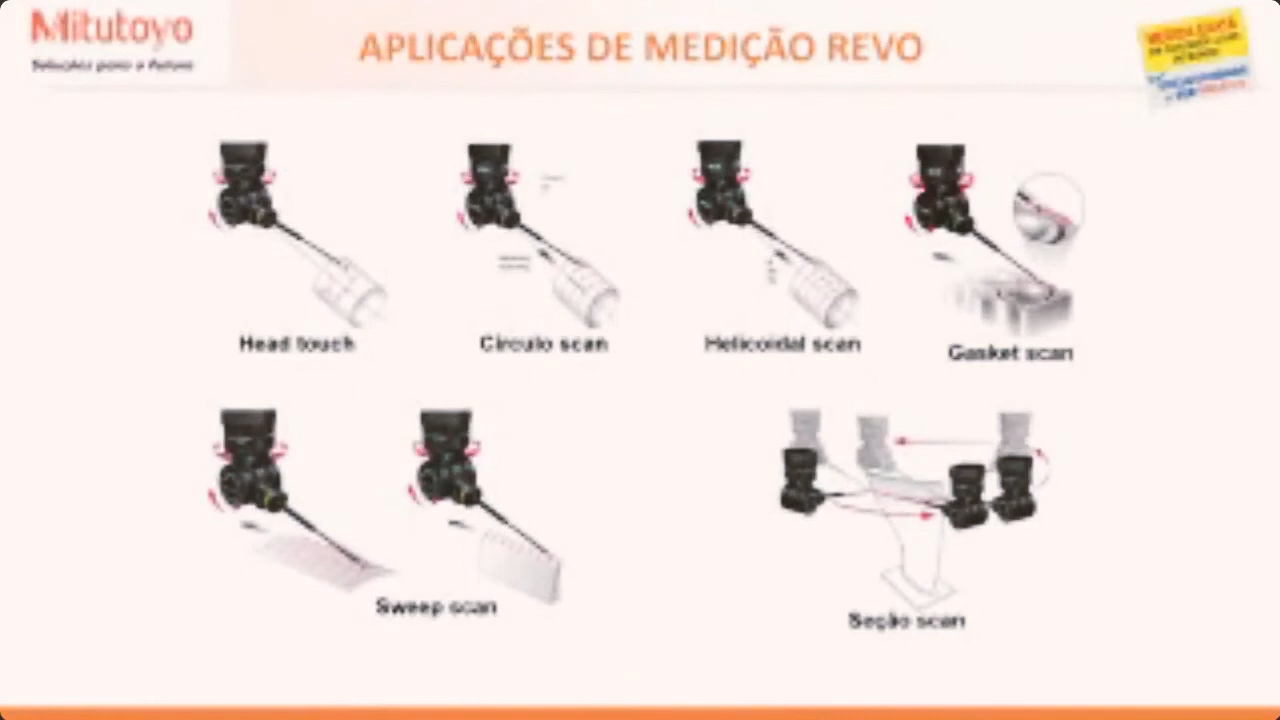 Mitutoyo
Soluções para o Futuro
APLICAÇÕES DE MEDIÇÃO REVO
Head touch
Círculo scan
Helicoidal scan
Gasket scan
Sweep scan
Seção scan